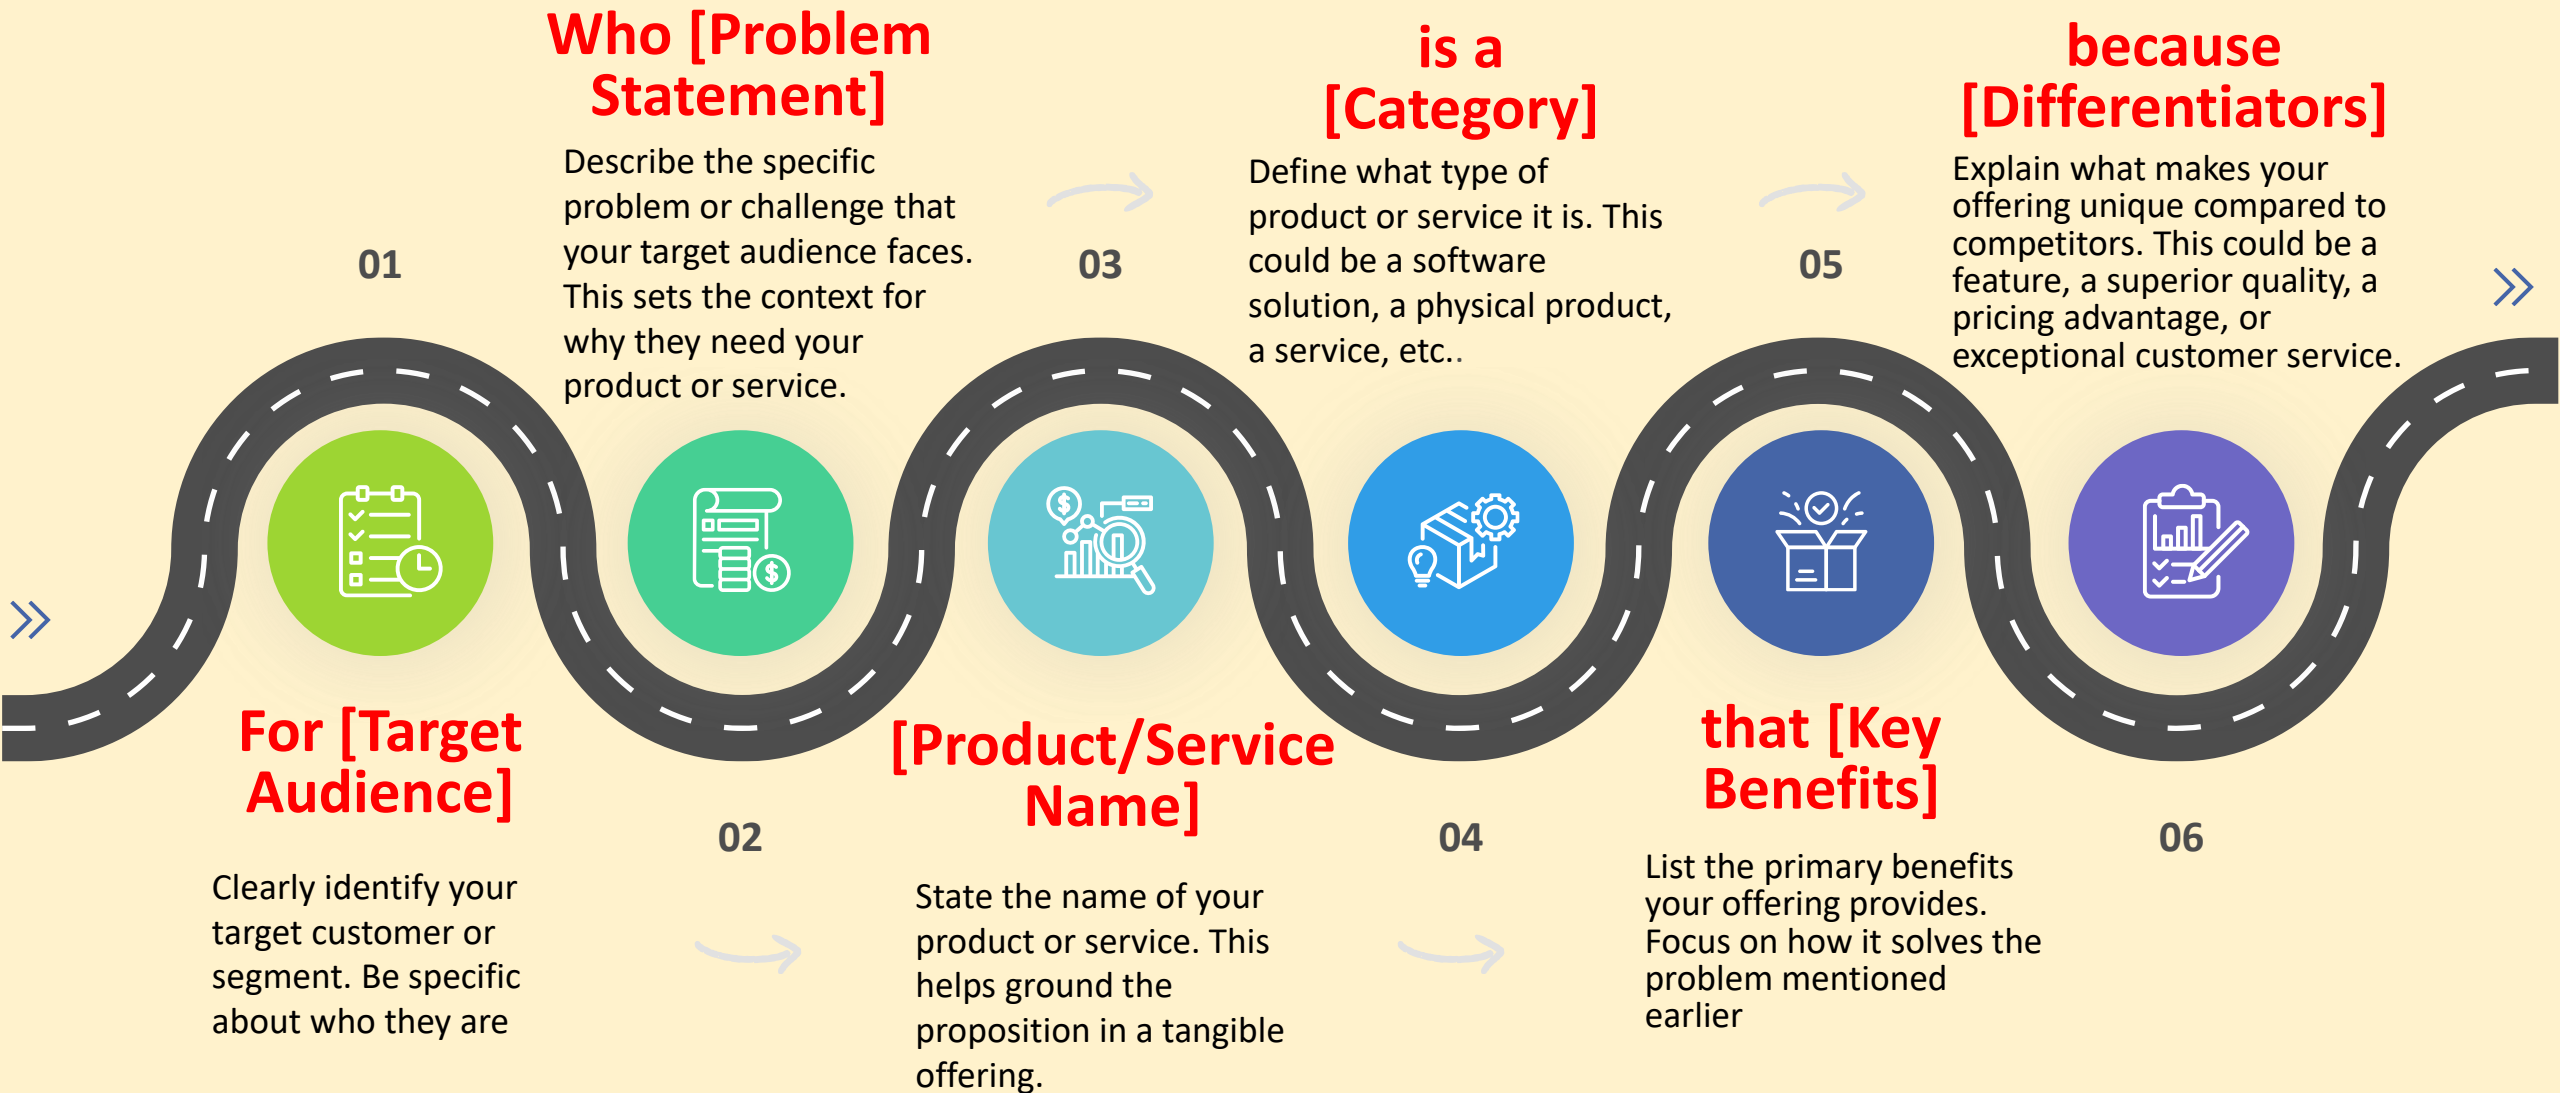 01
For [Target
Audience]
Clearly identify your
target customer or
segment. Be specific
about who they are
Who [Problem
Statement]
Describe the specific
problem or challenge that
your target audience faces.
This sets the context for
why they need your
product or service.
02
03
[Product/Service
Name]
State the name of your
product or service. This
helps ground the
proposition in a tangible
offering.
is a
[Category]
Define what type of
product or service it is. This
could be a software
solution, a physical product,
a service, etc..
04
05
that [Key
Benefits]
List the primary benefits
your offering provides.
Focus on how it solves the
problem mentioned
earlier
because
[Differentiators]
Explain what makes your
offering unique compared to
competitors. This could be a
feature, a superior quality, a
pricing advantage, or
exceptional customer service.
06